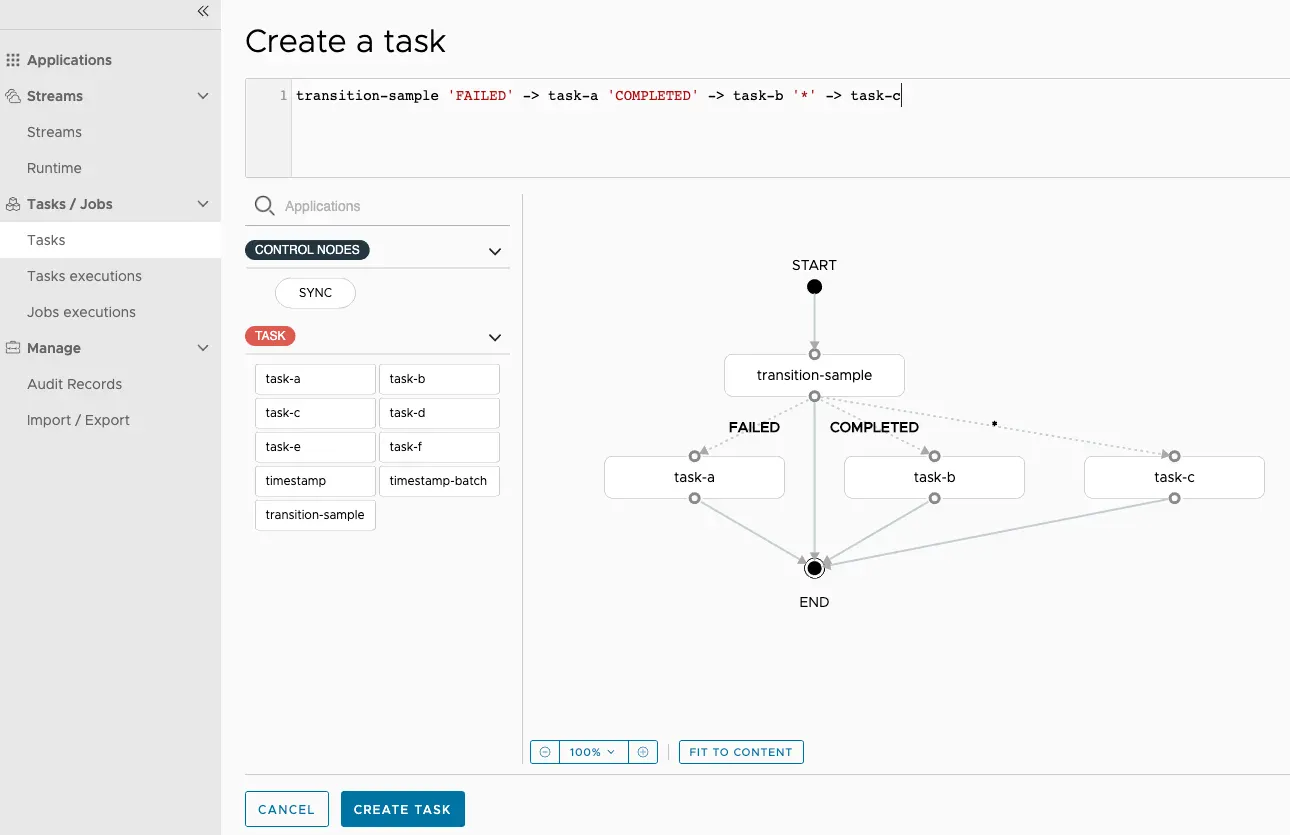 Applications
Streams
Streams
Runtime
Tasks / Jobs
Tasks
Tasks executions
Jobs executions
Manage
Audit Records
Import / Export
Create a task
1 transition-sample 'FAILED' -> task-a 'COMPLETED' -> task-b '*' -> task-c
Applications
CONTROL NODES
SYNC
TASK
task-a task-b
task-c task-d
task-e task-f
timestamp timestamp-batch
transition-sample
START
transition-sample
FAILED COMPLETED *
task-a task-b task-c
END
100% FIT TO CONTENT
CANCEL CREATE TASK